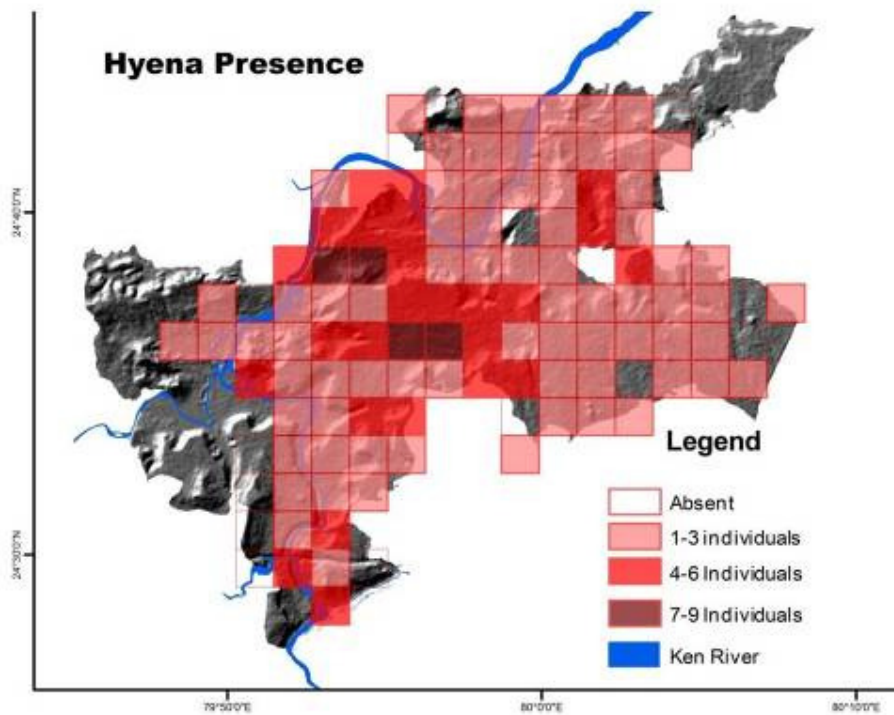 Hyena Presence
24°40'0"N
24°30'0"N
Legend
Absent
1-3 individuals
4-6 Individuals
7-9 Individuals
Ken River
79°50'0"E
80°0'0"E
80°10'0"E